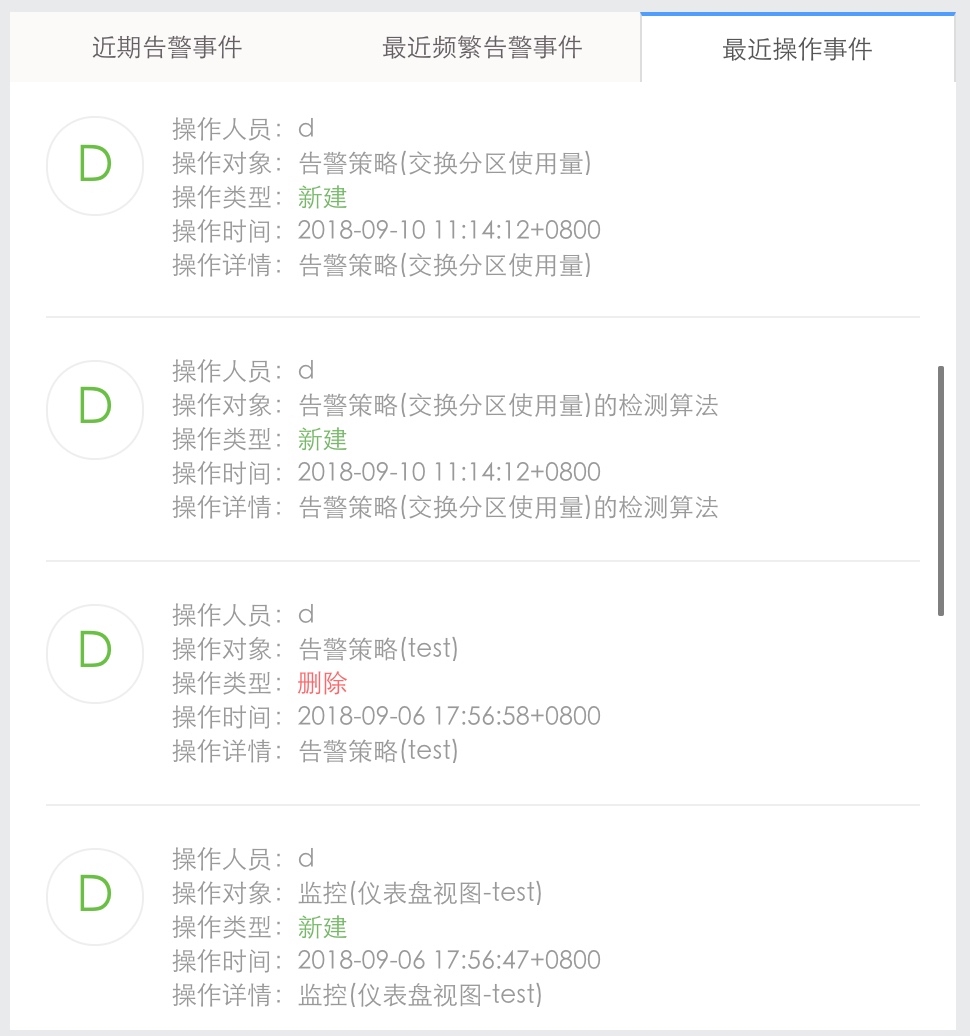 近期告警事件 最近频繁告警事件 最近操作事件
D
操作人员: d
操作对象: 告警策略(交换分区使用量)
操作类型: 新建
操作时间: 2018-09-10 11:14:12+0800
操作详情: 告警策略(交换分区使用量)
D
操作人员: d
操作对象: 告警策略(交换分区使用量)的检测算法
操作类型: 新建
操作时间: 2018-09-10 11:14:12+0800
操作详情: 告警策略(交换分区使用量)的检测算法
D
操作人员: d
操作对象: 告警策略(test)
操作类型: 删除
操作时间: 2018-09-06 17:56:58+0800
操作详情: 告警策略(test)
D
操作人员: d
操作对象: 监控(仪表盘视图-test)
操作类型: 新建
操作时间: 2018-09-06 17:56:47+0800
操作详情: 监控(仪表盘视图-test)